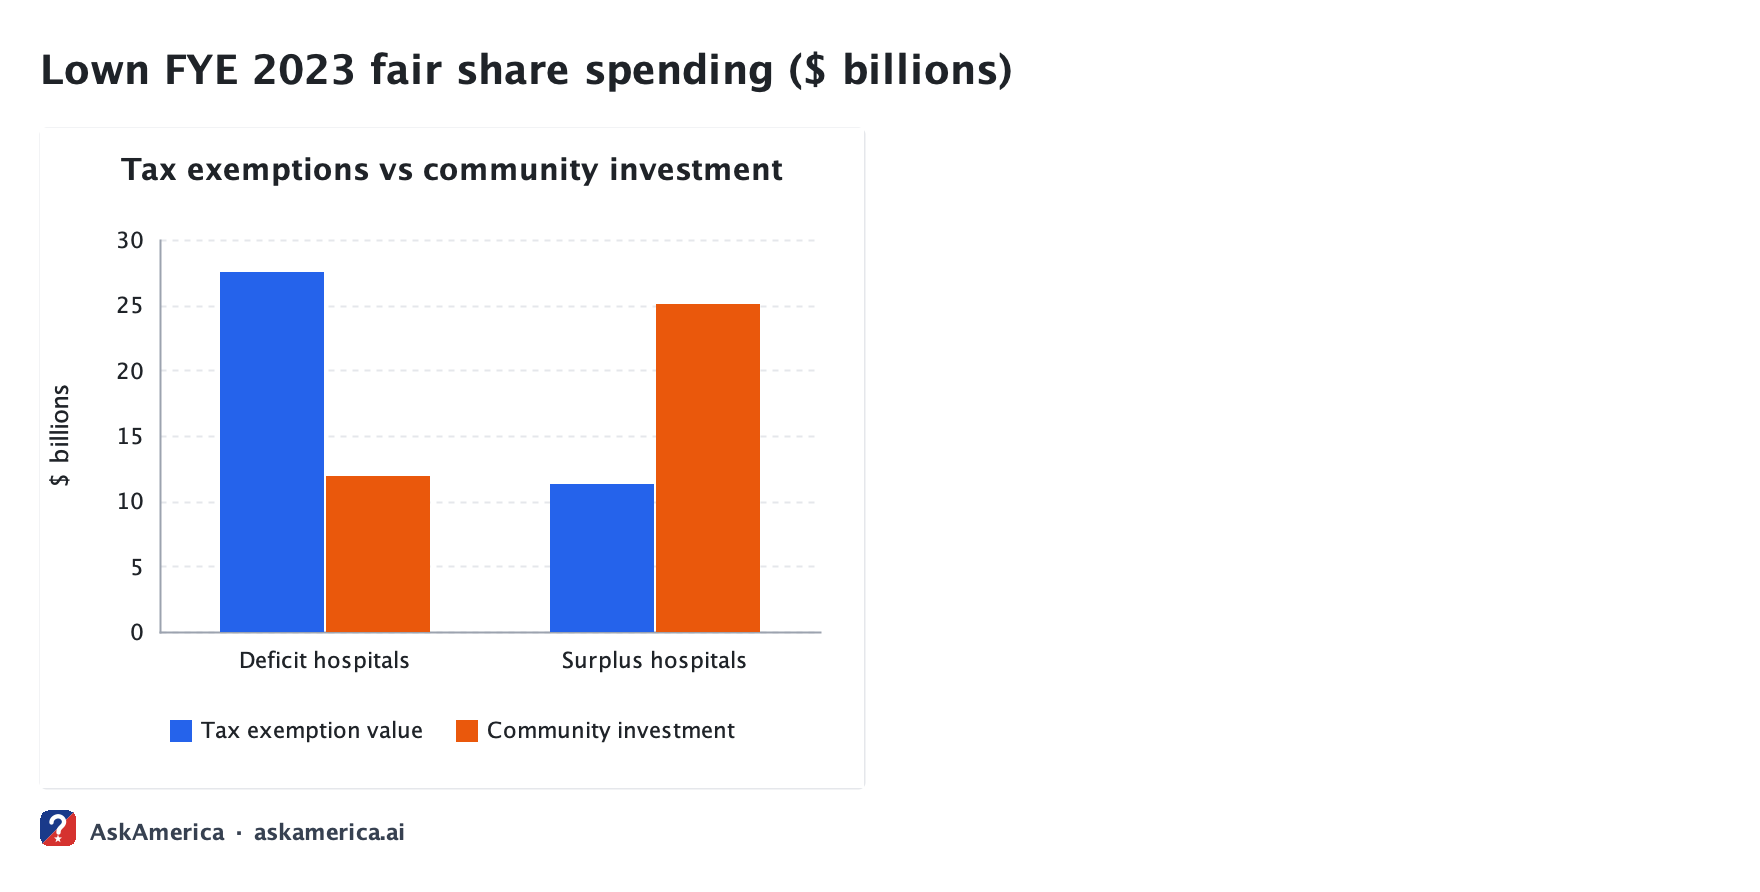 Lown FYE 2023 fair share spending ($ billions)
Tax exemptions vs community investment
30
25
20
15
10
5
0
$ billions
Deficit hospitals
Surplus hospitals
Tax exemption value
Community investment
AskAmerica · askamerica.ai